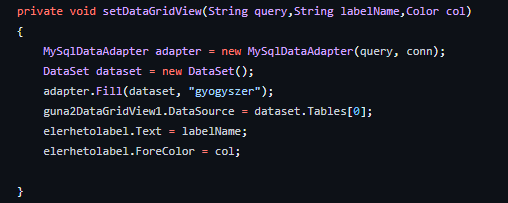 private void setDataGridView(String query,String labelName,Color col)
{
MySqlDataAdapter adapter = new MySqlDataAdapter(query, conn);
DataSet dataset = new DataSet();
adapter.Fill(dataset, "gyogyszer");
guna2DataGridView1.DataSource = dataset.Tables[0];
elerhetolabel.Text = labelName;
elerhetolabel.ForeColor = col;
}